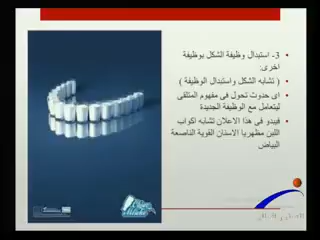 3- استبدال وظيفة الشكل بوظيفة
اخرى:
( تشابه الشكل واستبدال الوظيفة )
اى حدوث تحول فى مفهوم المتلقى
ليتعامل مع الوظيفة الجديدة
فيبدو فى هذا الاعلان تشابه اكواب
اللبن مظهريا الاسنان القوية الناصعة
البياض